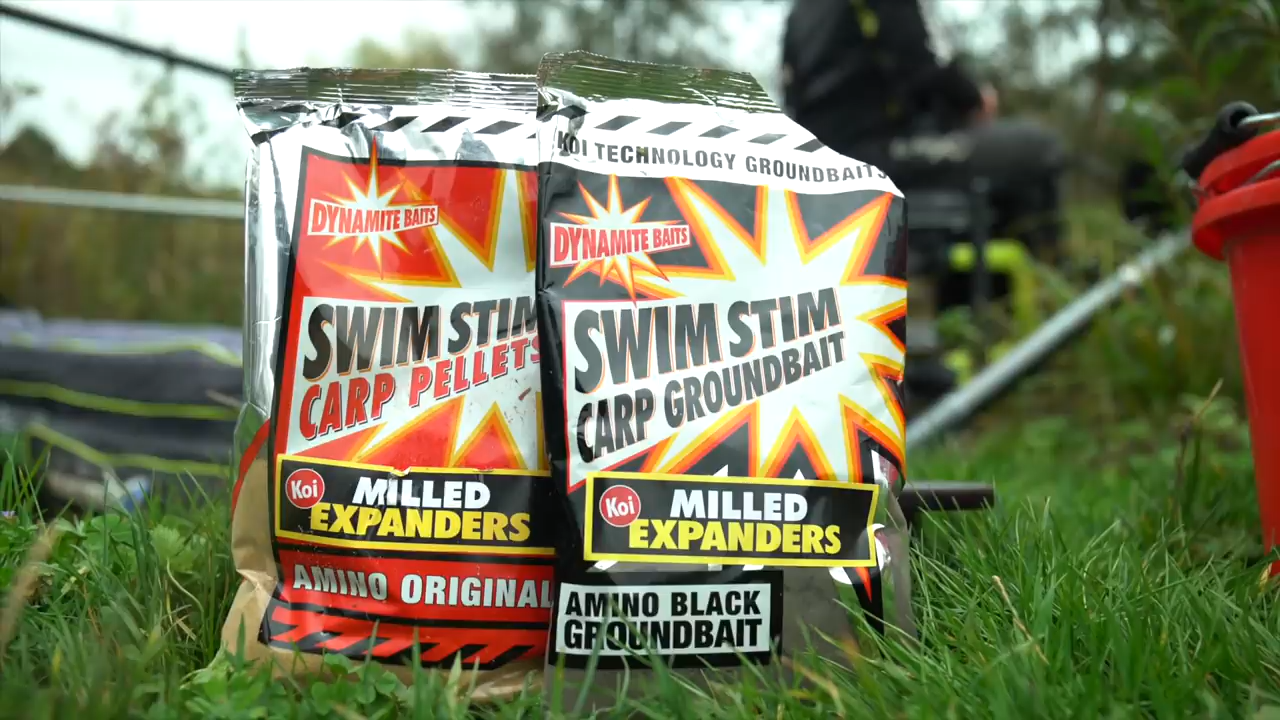 DYNAMITE BAITS
SWIM STIM
CARP PELLETS
Koi
MILLED
EXPANDERS
AMINO ORIGINAL
KOI TECHNOLOGY GROUNDBAITS
DYNAMITE BAITS
SWIM STIM
CARP GROUNDBAIT
Koi
MILLED
EXPANDERS
AMINO BLACK
GROUNDBAIT